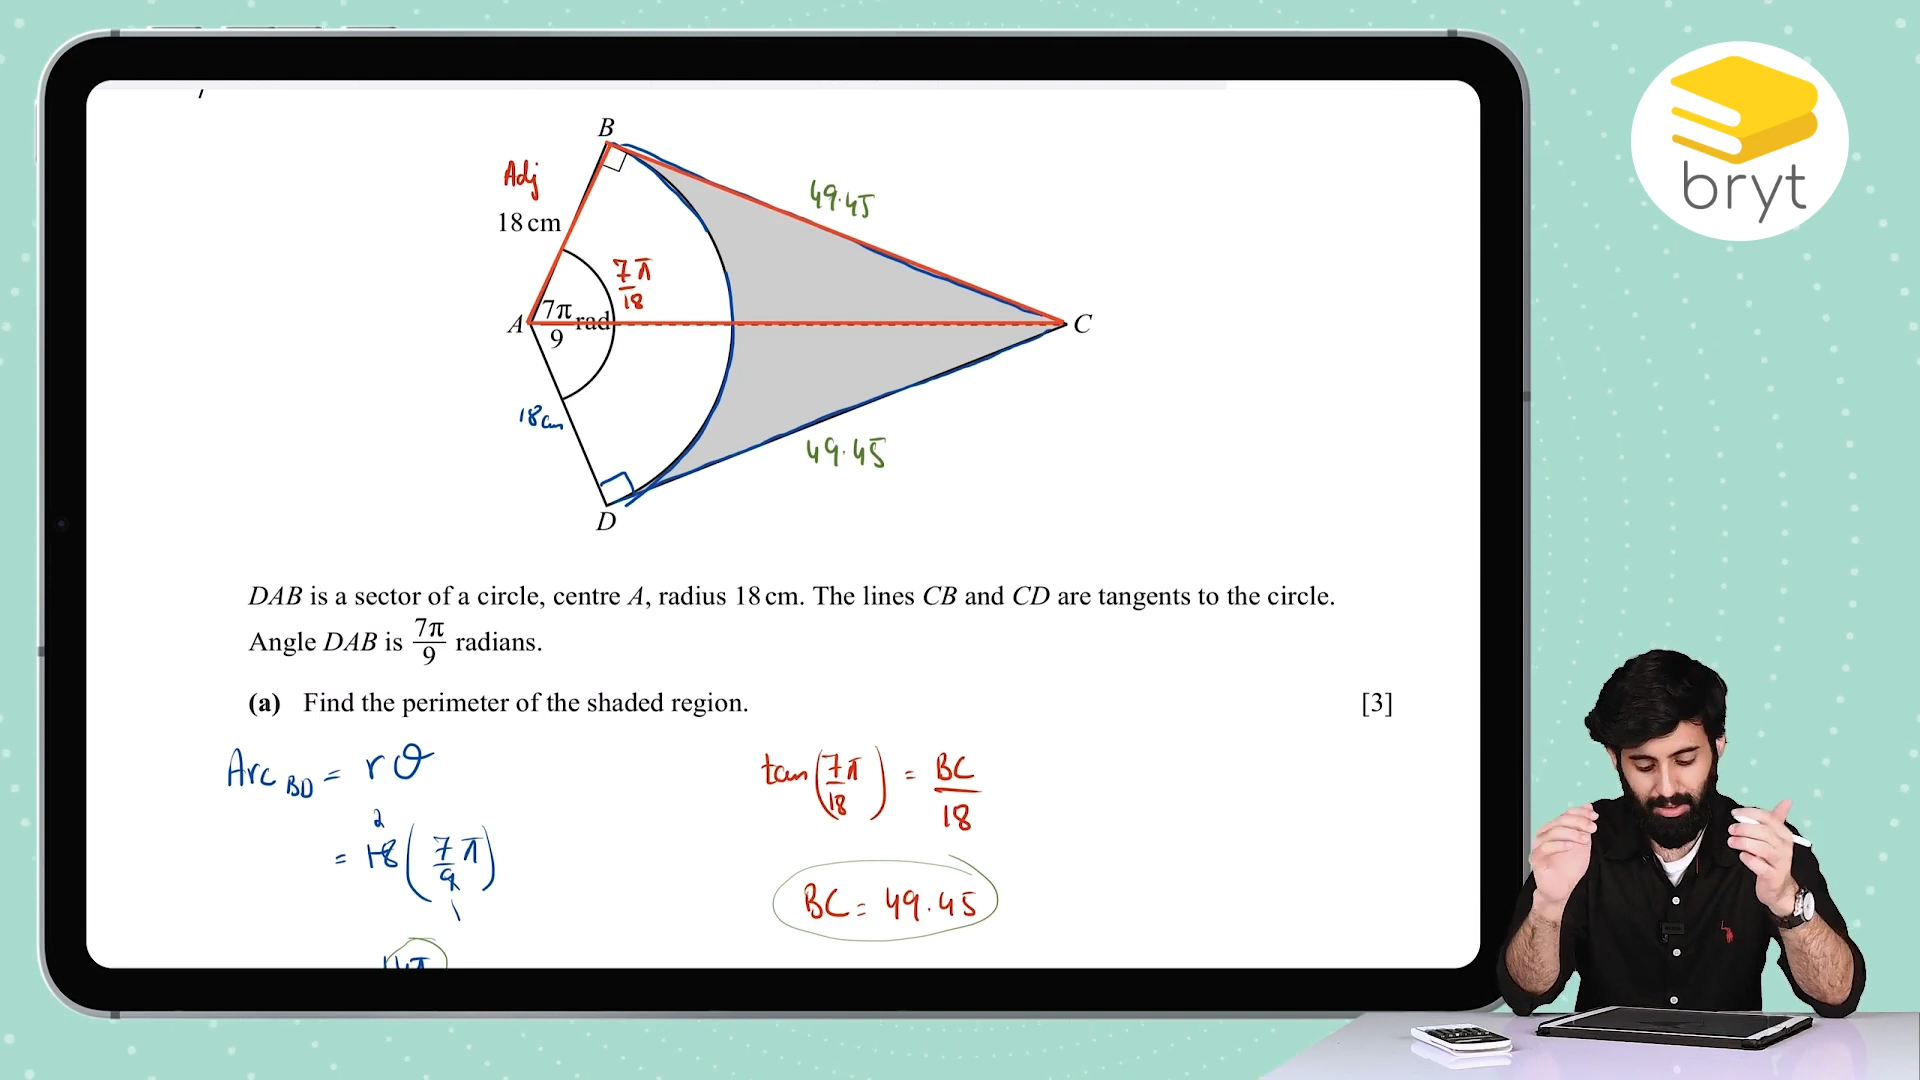 B
Adj
49.45
18 cm
7π
18
A
7π
9
rad
C
18cm
49.45
D
DAB is a sector of a circle, centre A, radius 18 cm. The lines CB and CD are tangents to the circle.
Angle DAB is 7π/9 radians.
(a) Find the perimeter of the shaded region. [3]
Arc BD = rθ
2
= 18(7π/9)
1
14π
tan(7π/18) = BC/18
BC = 49.45
bryt